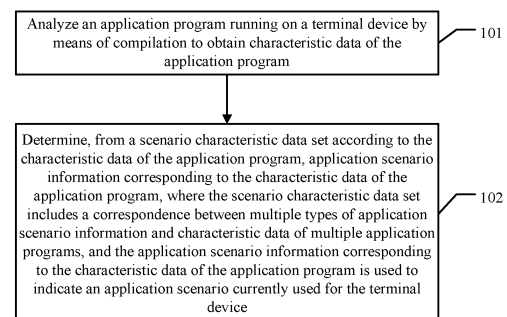 Analyze an application program running on a terminal device by
means of compilation to obtain characteristic data of the
application program
101
Determine, from a scenario characteristic data set according to the
characteristic data of the application program, application scenario
information corresponding to the characteristic data of the
application program, where the scenario characteristic data set
includes a correspondence between multiple types of application
scenario information and characteristic data of multiple application
programs, and the application scenario information corresponding
to the characteristic data of the application program is used to
indicate an application scenario currently used for the terminal
device
102